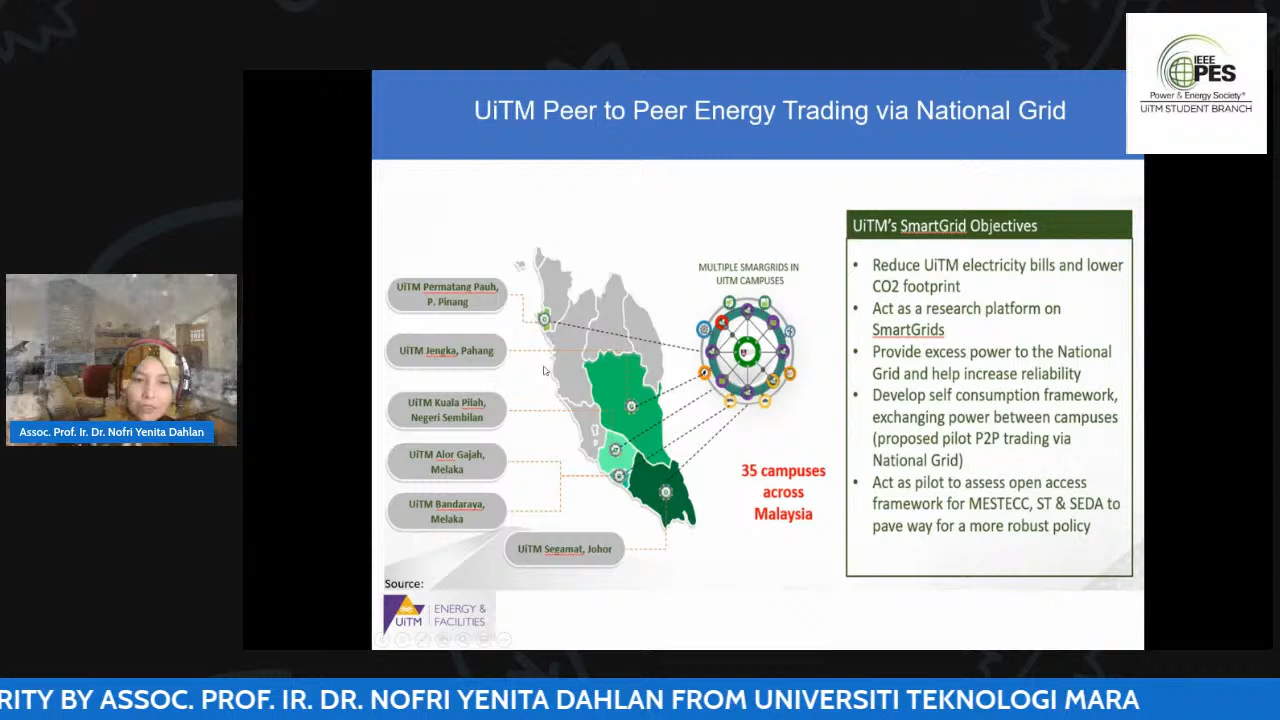 UiTM Peer to Peer Energy Trading via National Grid
IEEE
PES
Power & Energy Society®
UiTM STUDENT BRANCH
UiTM Permatang Pauh,
P. Pinang
UiTM Jengka, Pahang
UiTM Kuala Pilah,
Negeri Sembilan
UiTM Alor Gajah,
Melaka
UiTM Bandaraya,
Melaka
UiTM Segamat, Johor
MULTIPLE SMARGRIDS IN
UITM CAMPUSES
35 campuses
across
Malaysia
UiTM's SmartGrid Objectives
• Reduce UiTM electricity bills and lower
CO2 footprint
• Act as a research platform on
SmartGrids
• Provide excess power to the National
Grid and help increase reliability
• Develop self consumption framework,
exchanging power between campuses
(proposed pilot P2P trading via
National Grid)
• Act as pilot to assess open access
framework for MESTECC, ST & SEDA to
pave way for a more robust policy
Source:
UiTM
ENERGY &
FACILITIES
Assoc. Prof. Ir. Dr. Nofri Yenita Dahlan
RITY BY ASSOC. PROF. IR. DR. NOFRI YENITA DAHLAN FROM UNIVERSITI TEKNOLOGI MARA